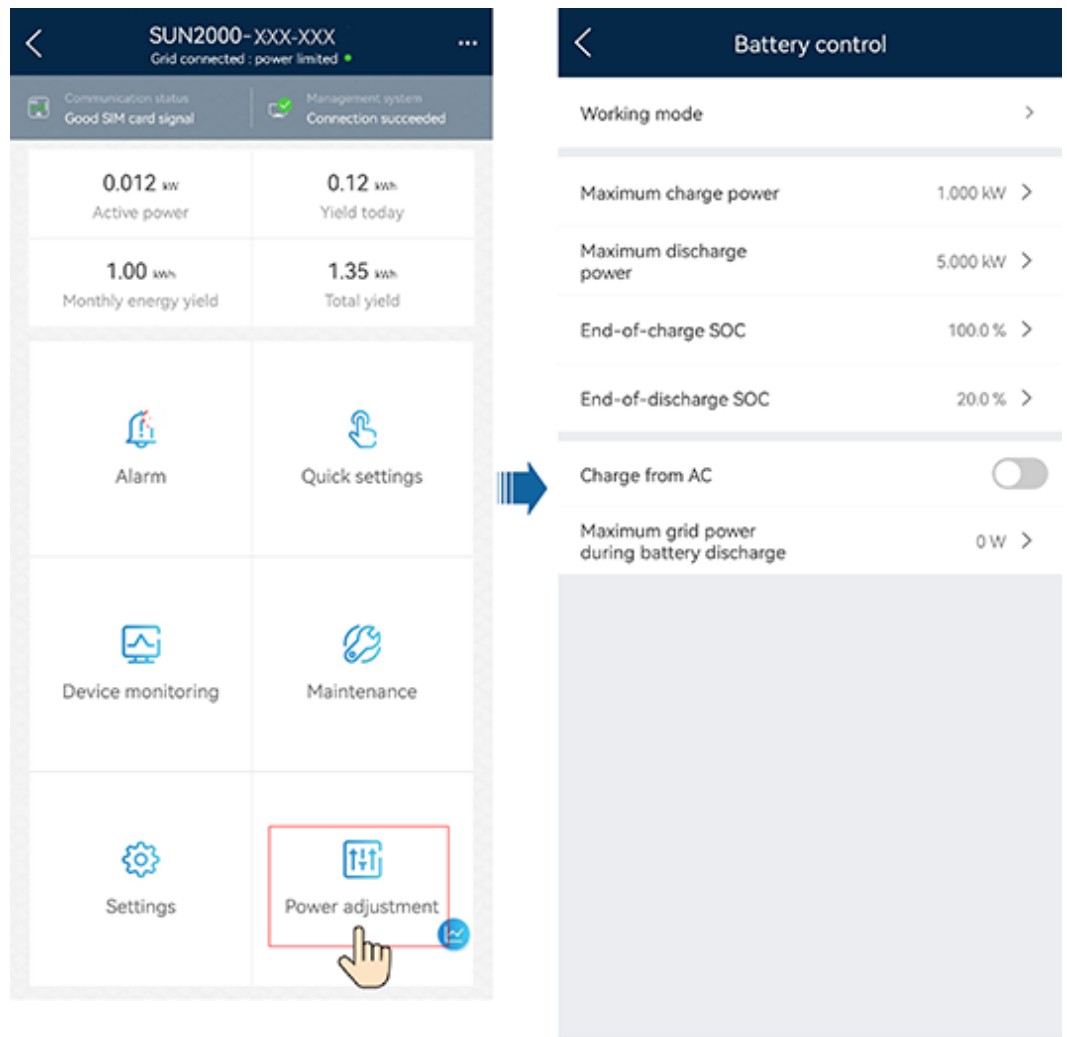 SUN2000-XXX-XXX
Grid connected : power limited
Communication status
Good SIM card signal
Management system
Connection succeeded
0.012 kW
Active power
0.12 kWh
Yield today
1.00 kWh
Monthly energy yield
1.35 kWh
Total yield
Alarm
Quick settings
Device monitoring
Maintenance
Settings
Power adjustment
Battery control
Working mode
Maximum charge power
1.000 kW
Maximum discharge
power
5.000 kW
End-of-charge SOC
100.0 %
End-of-discharge SOC
20.0 %
Charge from AC
Maximum grid power
during battery discharge
0 W